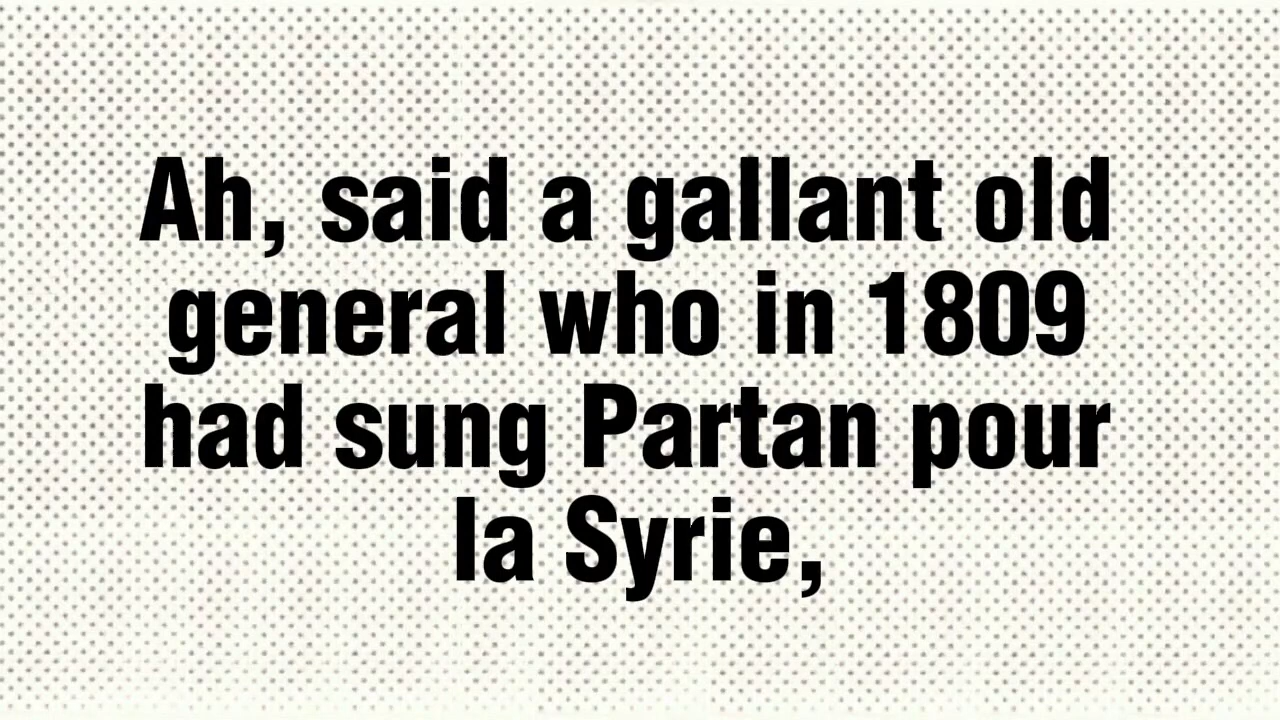 Ah, said a gallant old
general who in 1809
had sung Partan pour
la Syrie,